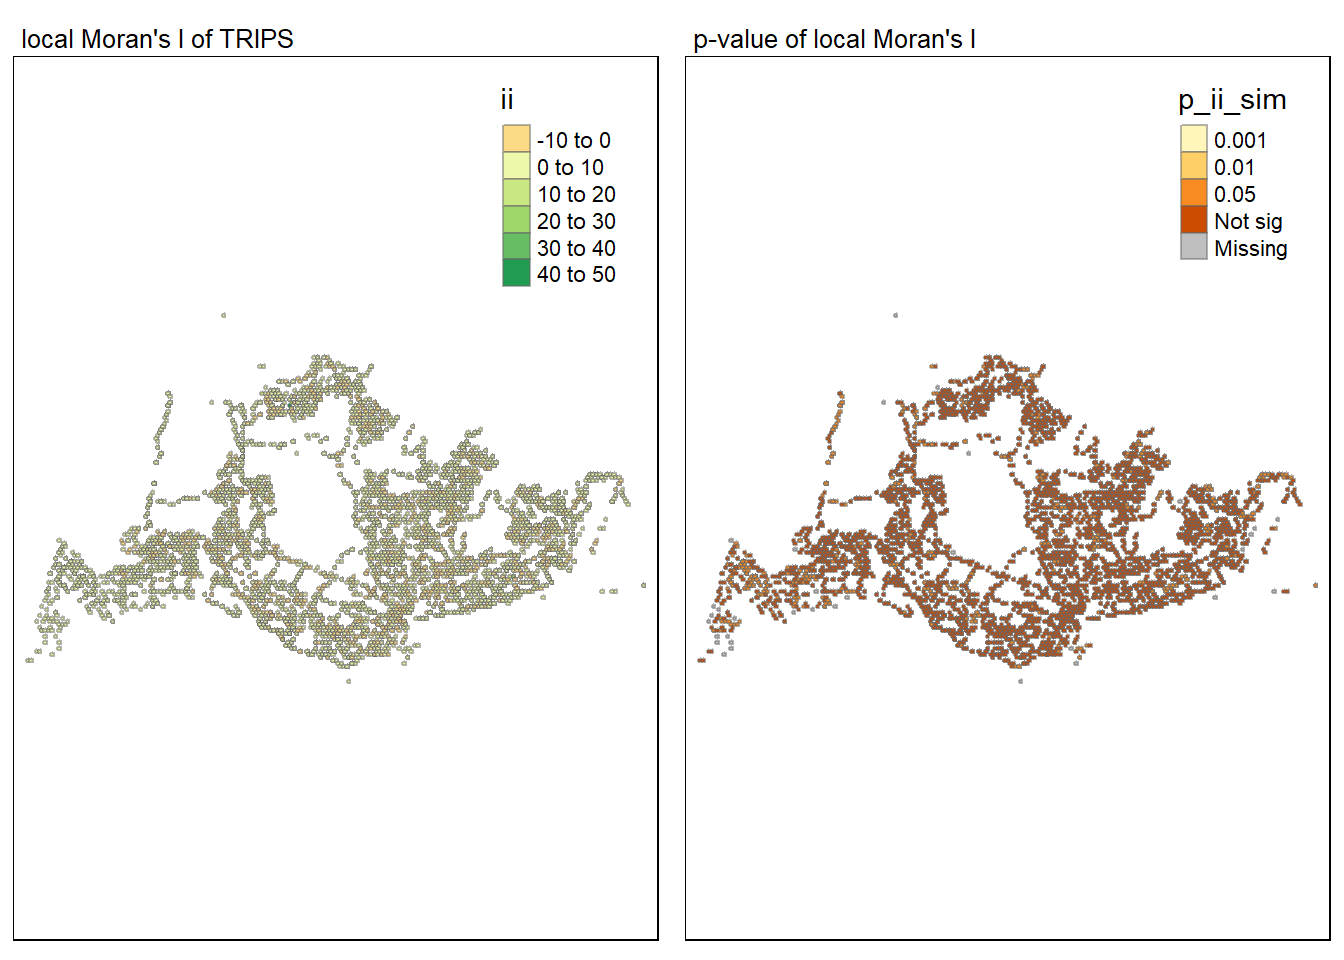 local Moran's I of TRIPS
ii
-10 to 0
0 to 10
10 to 20
20 to 30
30 to 40
40 to 50
p-value of local Moran's I
p_ii_sim
0.001
0.01
0.05
Not sig
Missing